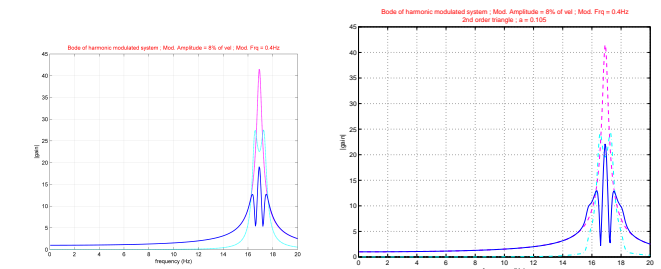 Bode of harmonic modulated system ; Mod. Amplitude = 8% of vel ; Mod. Frq = 0.4Hz
45
40
35
30
25
20
15
10
5
0
|gain|
0 2 4 6 8 10 12 14 16 18 20
frequency (Hz)
Bode of harmonic modulated system ; Mod. Amplitude = 8% of vel ; Mod. Frq = 0.4Hz
2nd order triangle ; a = 0.105
45
40
35
30
25
20
15
10
5
0
|gain|
0 2 4 6 8 10 12 14 16 18 20